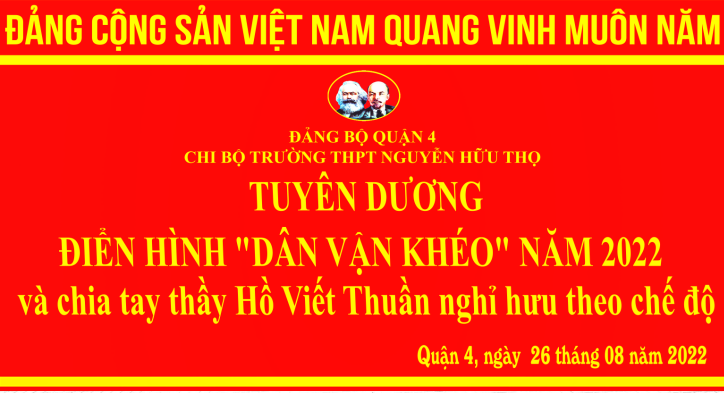 ĐẢNG CỘNG SẢN VIỆT NAM QUANG VINH MUÔN NĂM
ĐẢNG BỘ QUẬN 4
CHI BỘ TRƯỜNG THPT NGUYỄN HỮU THỌ
TUYÊN DƯƠNG
ĐIỂN HÌNH "DÂN VẬN KHÉO" NĂM 2022
và chia tay thầy Hồ Viết Thuần nghỉ hưu theo chế độ
Quận 4, ngày 26 tháng 08 năm 2022